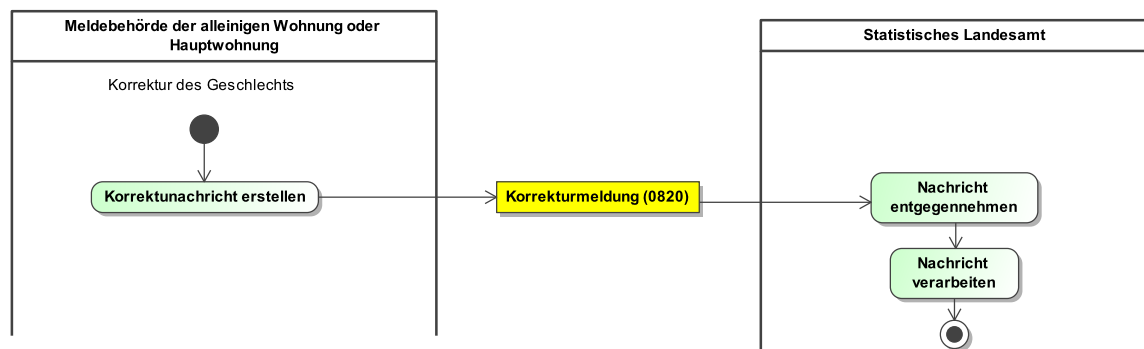 Meldebehörde der alleinigen Wohnung oder
Hauptwohnung
Korrektur des Geschlechts
Korrektunachricht erstellen
Korrekturmeldung (0820)
Statistisches Landesamt
Nachricht
entgegennehmen
Nachricht
verarbeiten